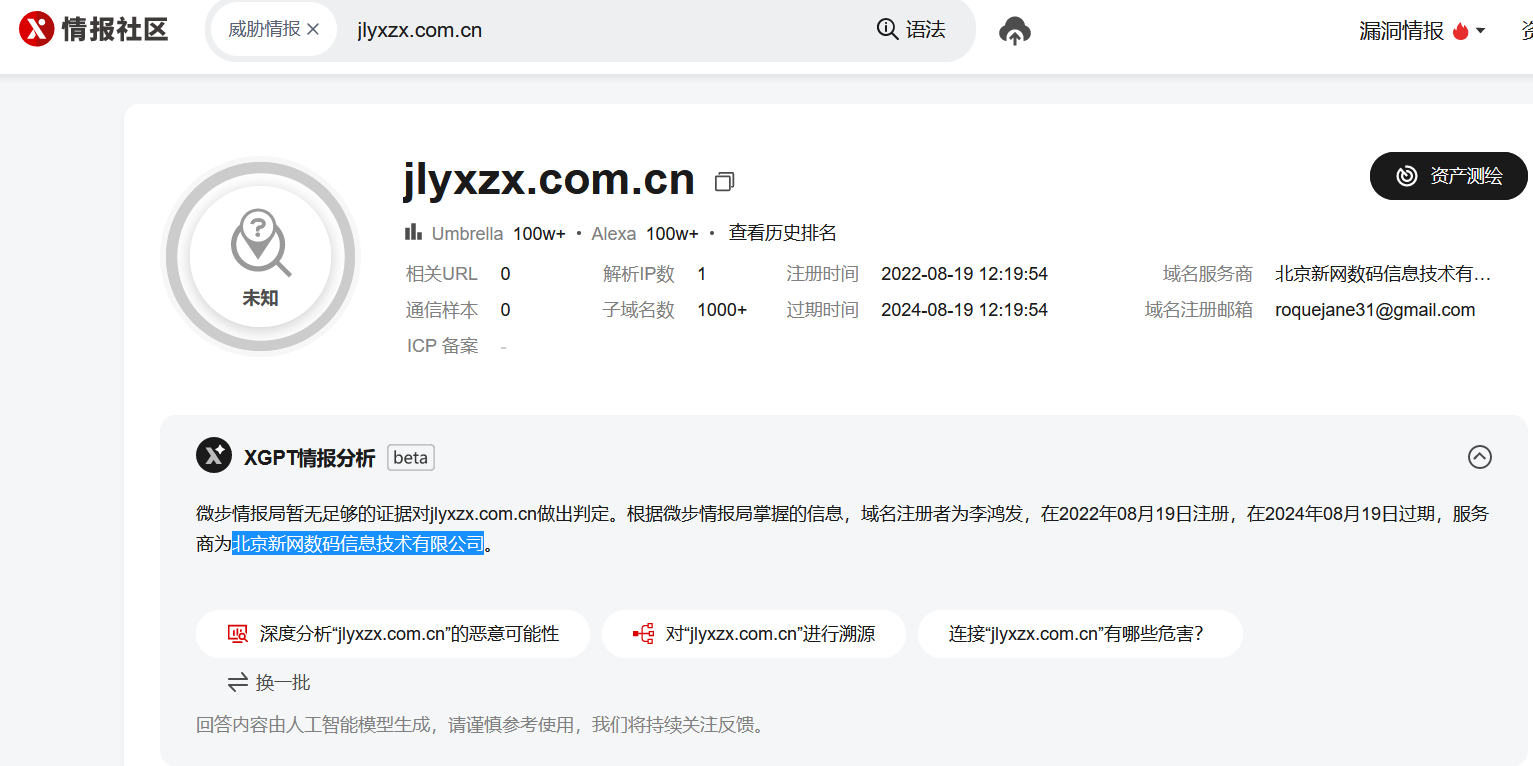 情报社区 威胁情报 jlyxzx.com.cn 语法 漏洞情报
jlyxzx.com.cn
资产测绘
Umbrella 100w+ • Alexa 100w+ • 查看历史排名
相关URL 0 解析IP数 1 注册时间 2022-08-19 12:19:54 域名服务商 北京新网数码信息技术有…
通信样本 0 子域名数 1000+ 过期时间 2024-08-19 12:19:54 域名注册邮箱 roquejane31@gmail.com
未知
ICP 备案 -
XGPT情报分析 beta
微步情报局暂无足够的证据对jlyxzx.com.cn做出判定。根据微步情报局掌握的信息，域名注册者为李鸿发，在2022年08月19日注册，在2024年08月19日过期，服务
商为北京新网数码信息技术有限公司。
深度分析“jlyxzx.com.cn”的恶意可能性 对“jlyxzx.com.cn”进行溯源 连接“jlyxzx.com.cn”有哪些危害？
换一批
回答内容由人工智能模型生成，请谨慎参考使用，我们将持续关注反馈。